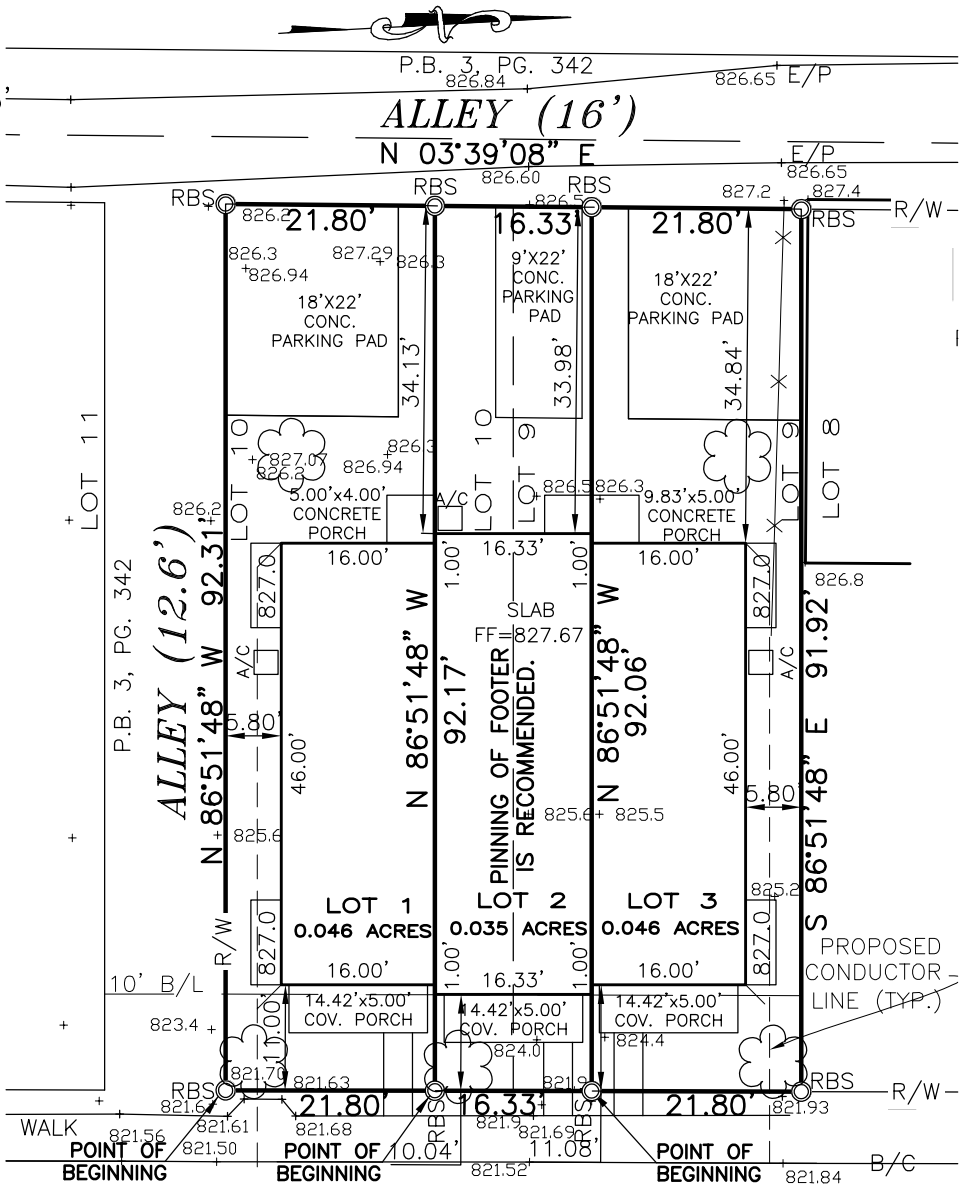 P.B. 3, PG. 342
826.84
826.65
E/P
ALLEY (16')
N 03°39'08" E
E/P
826.65
826.60
RBS
RBS
RBS
827.2
827.4
R/W
RBS
826.2
21.80'
16.33'
826.5
21.80'
826.3
826.94
827.29
826.3
18'X22'
CONC.
PARKING PAD
9'X22'
CONC.
PARKING
PAD
18'X22'
CONC.
PARKING PAD
34.13'
33.98'
34.84'
LOT 11
LOT 10
LOT 10
LOT 9
LOT 9
LOT 8
827.07
826.2
826.94
826.3
826.2
5.00'x4.00'
CONCRETE
PORCH
A/C
826.5
826.3
9.83'x5.00'
CONCRETE
PORCH
16.00'
1.00'
16.33'
1.00'
16.00'
827.0
827.0
826.8
P.B. 3, PG. 342
ALLEY (12.6')
N 86°51'48" W 92.31'
A/C
N 86°51'48" W
92.17'
SLAB
FF=827.67
PINNING OF FOOTER
IS RECOMMENDED.
N 86°51'48" W
92.06'
A/C
S 86°51'48" E 91.92'
5.80'
46.00'
46.00'
5.80'
825.6
825.6
825.5
825.2
LOT 1
0.046 ACRES
LOT 2
0.035 ACRES
LOT 3
0.046 ACRES
R/W
827.0
16.00'
1.00'
16.33'
1.00'
16.00'
827.0
PROPOSED
CONDUCTOR
LINE (TYP.)
10' B/L
11.00'
14.42'x5.00'
COV. PORCH
14.42'x5.00'
COV. PORCH
14.42'x5.00'
COV. PORCH
823.4
824.0
824.4
RBS
821.70
821.63
821.9
RBS
R/W
821.6
21.80'
16.33'
21.80'
821.93
WALK
821.56
821.61
821.68
RBS
821.9
821.69
RBS
821.50
POINT OF
BEGINNING
POINT OF
BEGINNING
10.04'
11.08'
821.52
POINT OF
BEGINNING
B/C
821.84